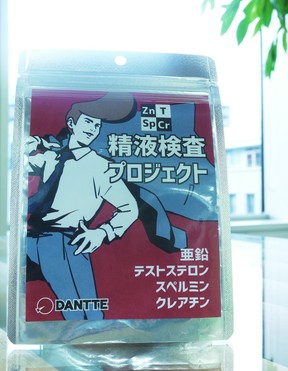 Zn T
Sp Cr
精液検査
プロジェクト
亜鉛
テストステロン
スペルミン
クレアチン
DANTTE